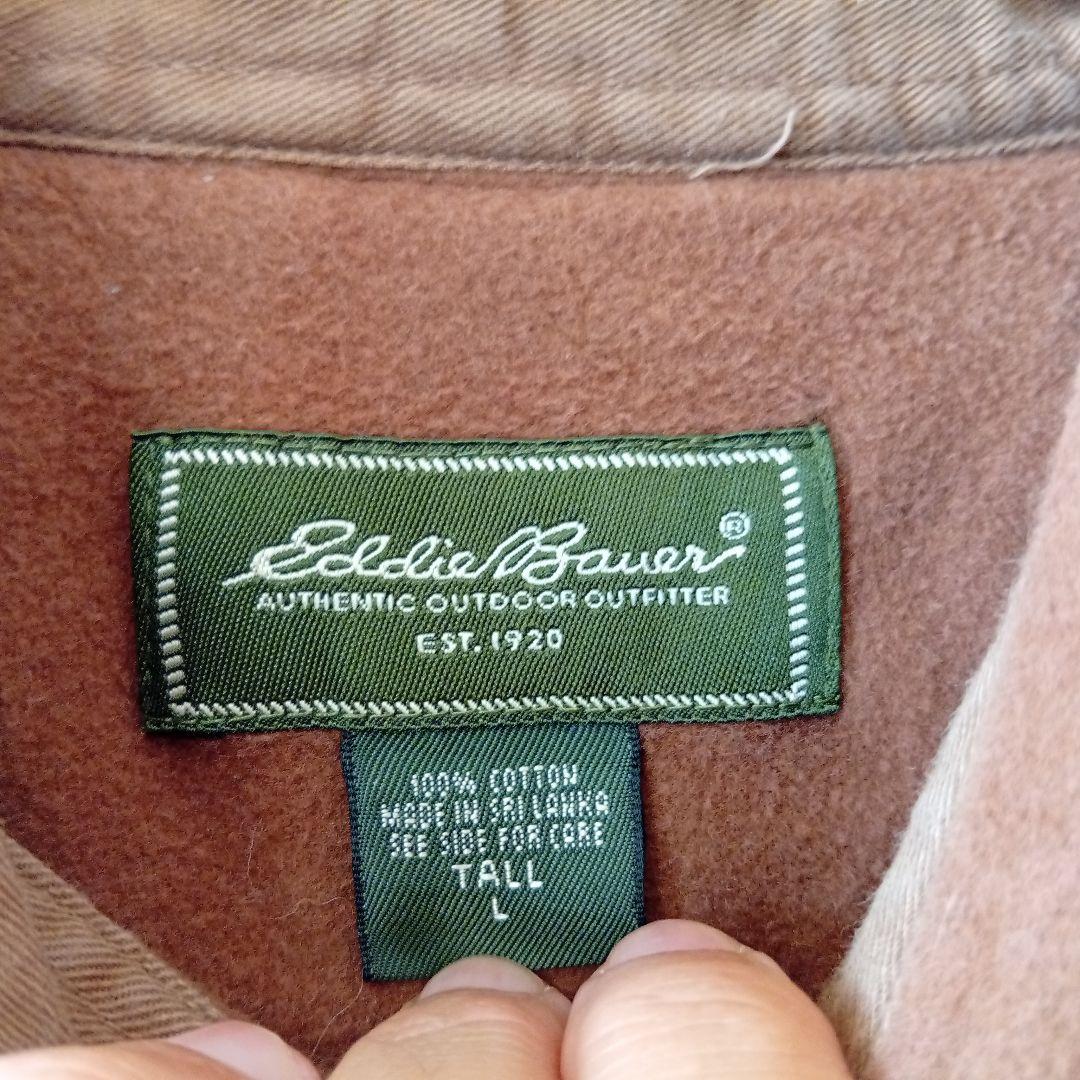 Eddie Bauer®
AUTHENTIC OUTDOOR OUTFITTER
EST. 1920
100% COTTON
MADE IN SRI LANKA
SEE SIDE FOR CARE
TALL
L